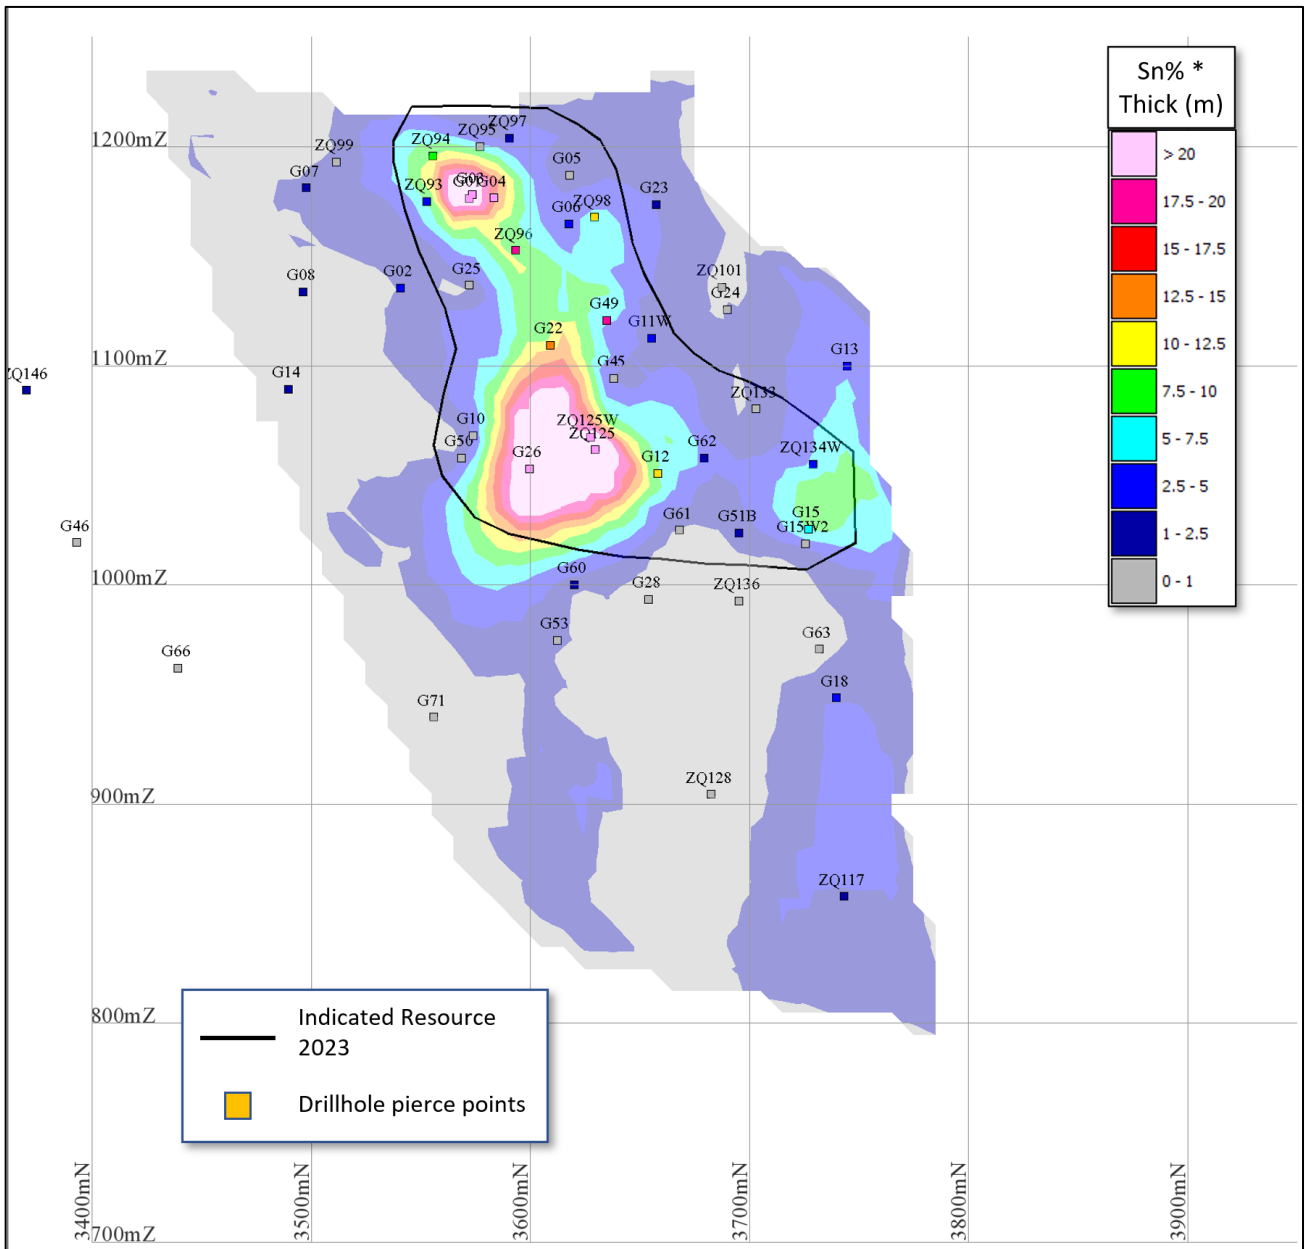 Sn% *
Thick (m)
> 20
17.5 - 20
15 - 17.5
12.5 - 15
10 - 12.5
7.5 - 10
5 - 7.5
2.5 - 5
1 - 2.5
0 - 1
ZQ97
ZQ95
1200mZ
ZQ94
ZQ99
G05
G07
G01
G04
ZQ93
G23
G06
ZQ98
ZQ96
ZQ101
G08
G02
G25
G24
G49
G11W
G22
1100mZ
G13
G45
ZQ146
G14
ZQ133
G10
ZQ125W
ZQ125
G50
G26
G12
G62
ZQ134W
G61
G51B
G15
G15W2
G46
1000mZ
G60
G28
ZQ136
G53
G63
G66
G18
G71
ZQ128
900mZ
ZQ117
800mZ
Indicated Resource
2023
Drillhole pierce points
3400mN
3500mN
3600mN
3700mN
3800mN
3900mN
700mZ